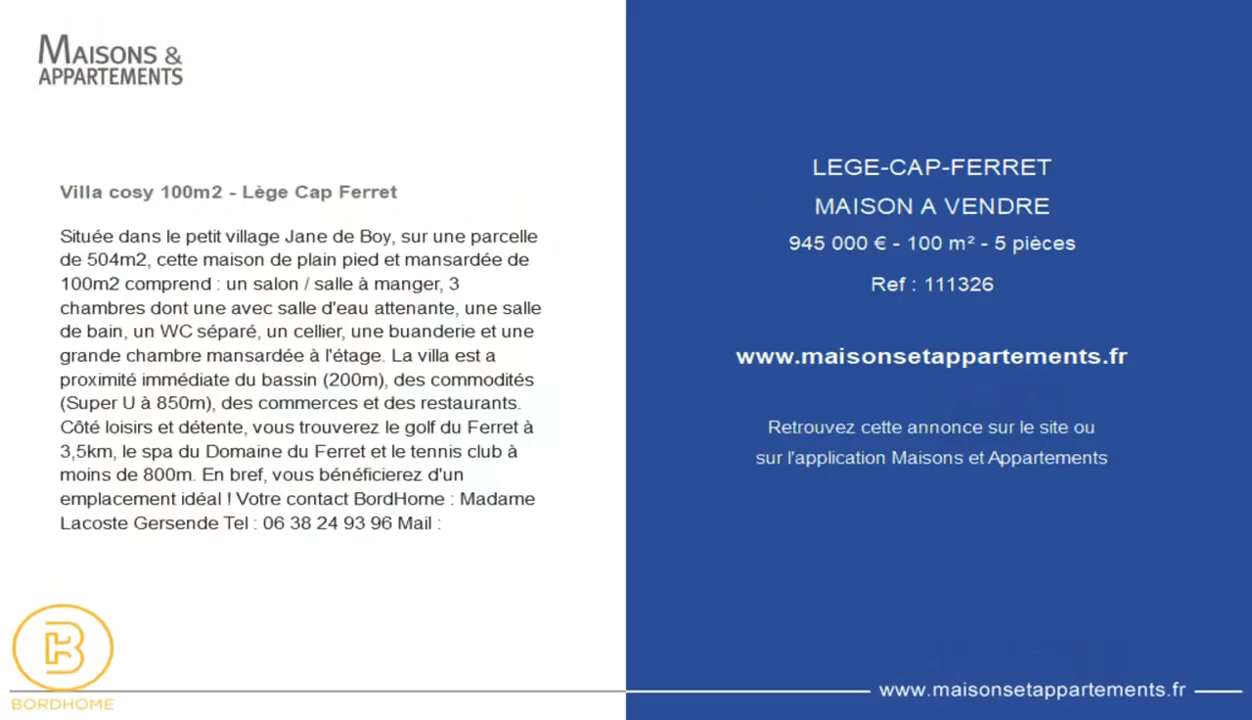 MAISONS &
APPARTEMENTS
Villa cosy 100m2 - Lège Cap Ferret
Située dans le petit village Jane de Boy, sur une parcelle
de 504m2, cette maison de plain pied et mansardée de
100m2 comprend : un salon / salle à manger, 3
chambres dont une avec salle d'eau attenante, une salle
de bain, un WC séparé, un cellier, une buanderie et une
grande chambre mansardée à l'étage. La villa est a
proximité immédiate du bassin (200m), des commodités
(Super U à 850m), des commerces et des restaurants.
Côté loisirs et détente, vous trouverez le golf du Ferret à
3,5km, le spa du Domaine du Ferret et le tennis club à
moins de 800m. En bref, vous bénéficierez d'un
emplacement idéal ! Votre contact BordHome : Madame
Lacoste Gersende Tel : 06 38 24 93 96 Mail :
BORDHOME
LEGE-CAP-FERRET
MAISON A VENDRE
945 000 € - 100 m² - 5 pièces
Ref : 111326
www.maisonsetappartements.fr
Retrouvez cette annonce sur le site ou
sur l'application Maisons et Appartements
www.maisonsetappartements.fr